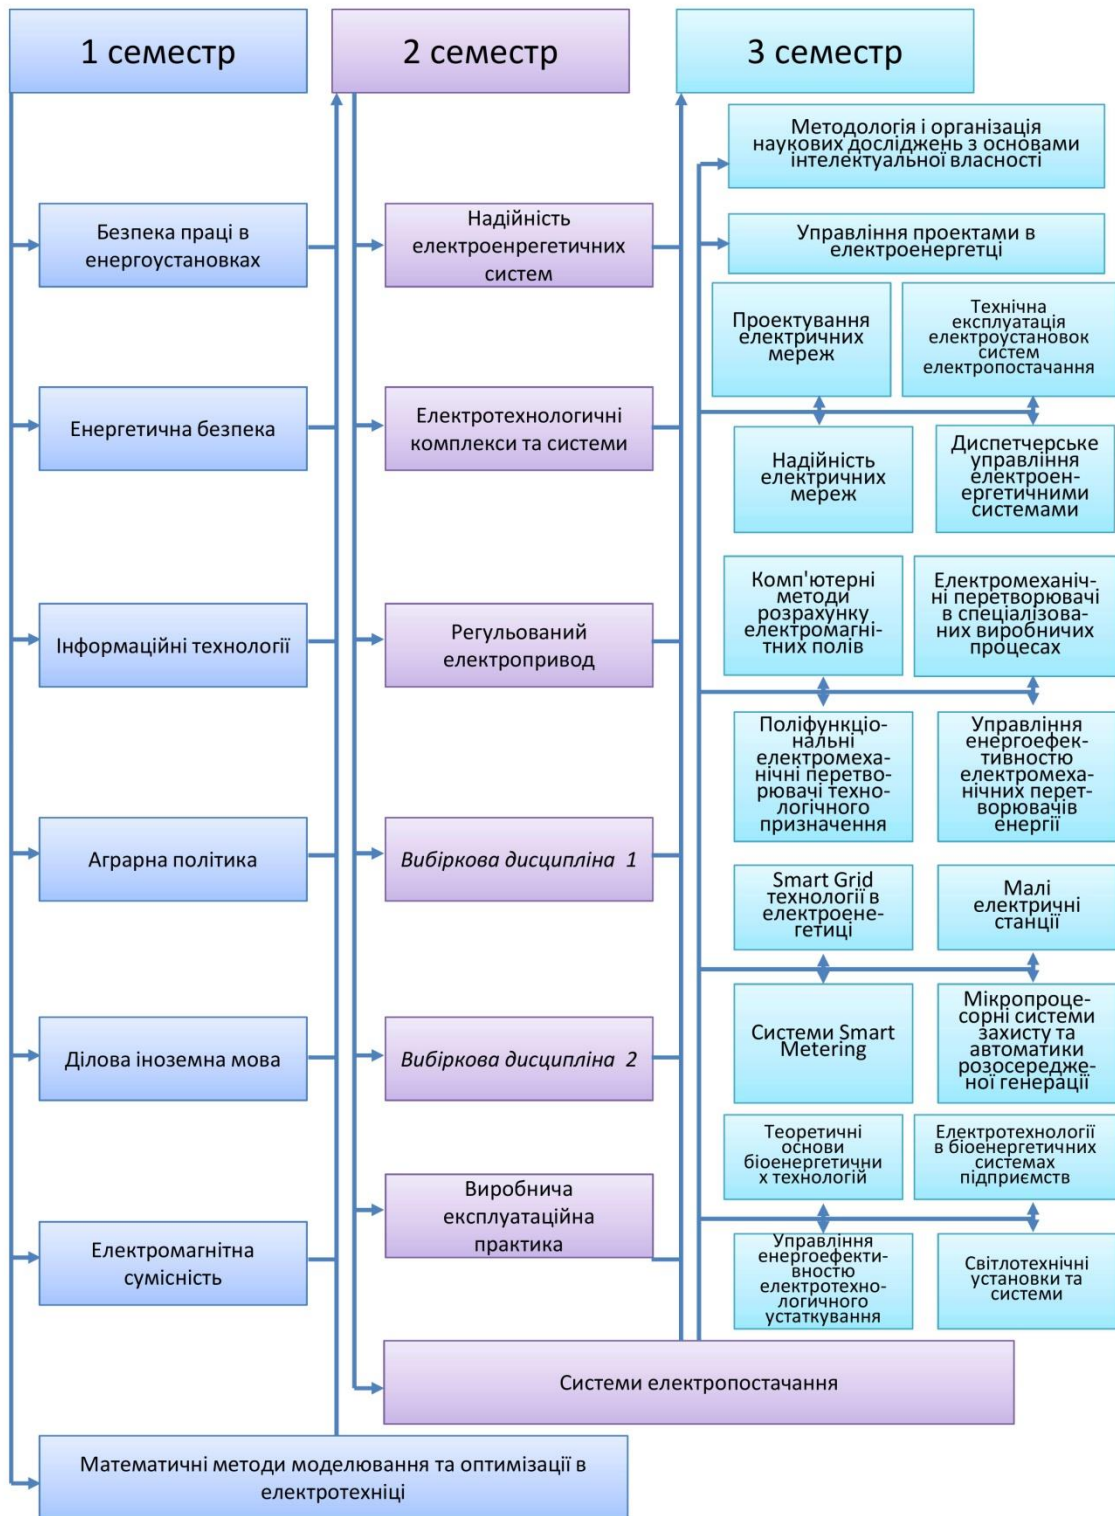 1 семестр
2 семестр
3 семестр
Безпека праці в
енергоустановках
Енергетична безпека
Інформаційні технології
Аграрна політика
Ділова іноземна мова
Електромагнітна
сумісність
Математичні методи моделювання та оптимізації в
електротехніці
Надійність
електроенрегетичних
систем
Електротехнологичні
комплекси та системи
Регульований
електропривод
Вибіркова дисципліна 1
Вибіркова дисципліна 2
Виробнича
експлуатаційна
практика
Системи електропостачання
Методологія і організація
наукових досліджень з основами
інтелектуальної власності
Управління проектами в
електроенергетці
Проектування
електричних
мереж
Технічна
експлуатація
електроустановок
систем
електропостачання
Надійність
електричних
мереж
Диспетчерське
управління
електроен-
ергетичними
системами
Комп'ютерні
методи
розрахунку
електромагні-
тних полів
Електромеханіч-
ні перетворювачі
в спеціалізова-
них виробничих
процесах
Поліфункціо-
нальні
електромеха-
нічні перетво-
рювачі техно-
логічного
призначення
Управління
енергоефек-
тивностью
електромеха-
нічних перет-
ворювачів
енергії
Smart Grid
технології в
електроене-
гетиці
Малі
електричні
станції
Системи Smart
Metering
Мікропроце-
сорні системи
захисту та
автоматики
розосередже-
ної генерації
Теоретичні
основи
біоенергетични
х технологій
Електротехнології
в біоенергетичних
системах
підприємств
Управління
енергоефекти-
вностью
електротехно-
логичного
устаткування
Світлотехнічні
установки та
системи